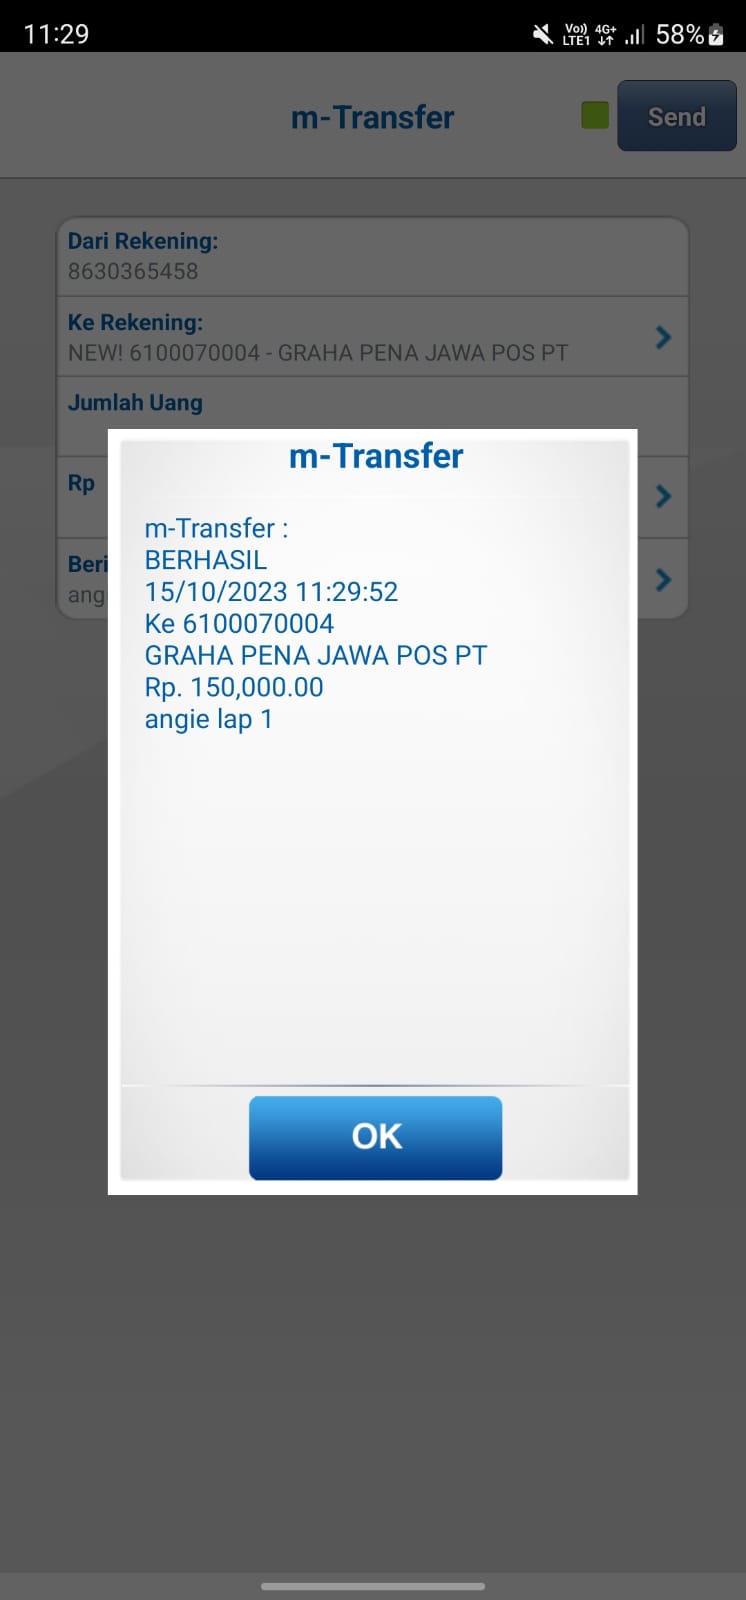 11:29
Vo)) 4G+ 58%
LTE1
m-Transfer
Send
Dari Rekening:
8630365458
Ke Rekening:
NEW! 6100070004 - GRAHA PENA JAWA POS PT
Jumlah Uang
Rp
Beri
ang
m-Transfer
m-Transfer :
BERHASIL
15/10/2023 11:29:52
Ke 6100070004
GRAHA PENA JAWA POS PT
Rp. 150,000.00
angie lap 1
OK